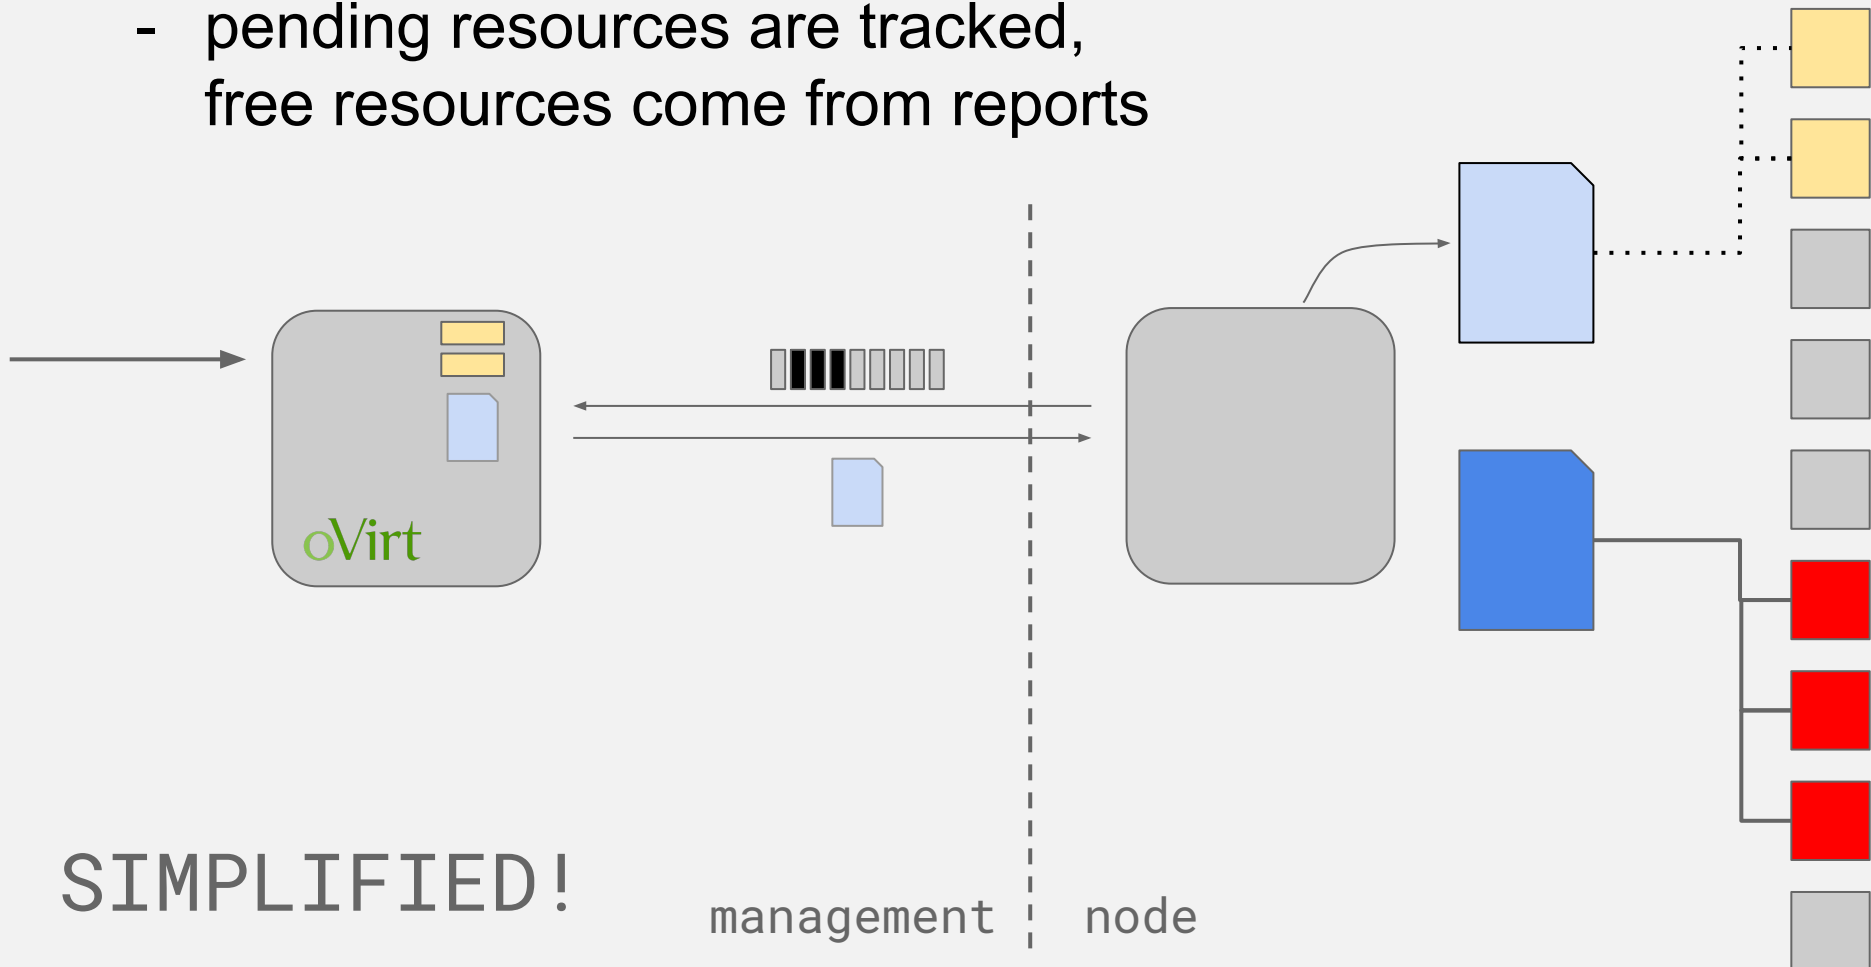 - pending resources are tracked,
free resources come from reports
oVirt
SIMPLIFIED!
management
node